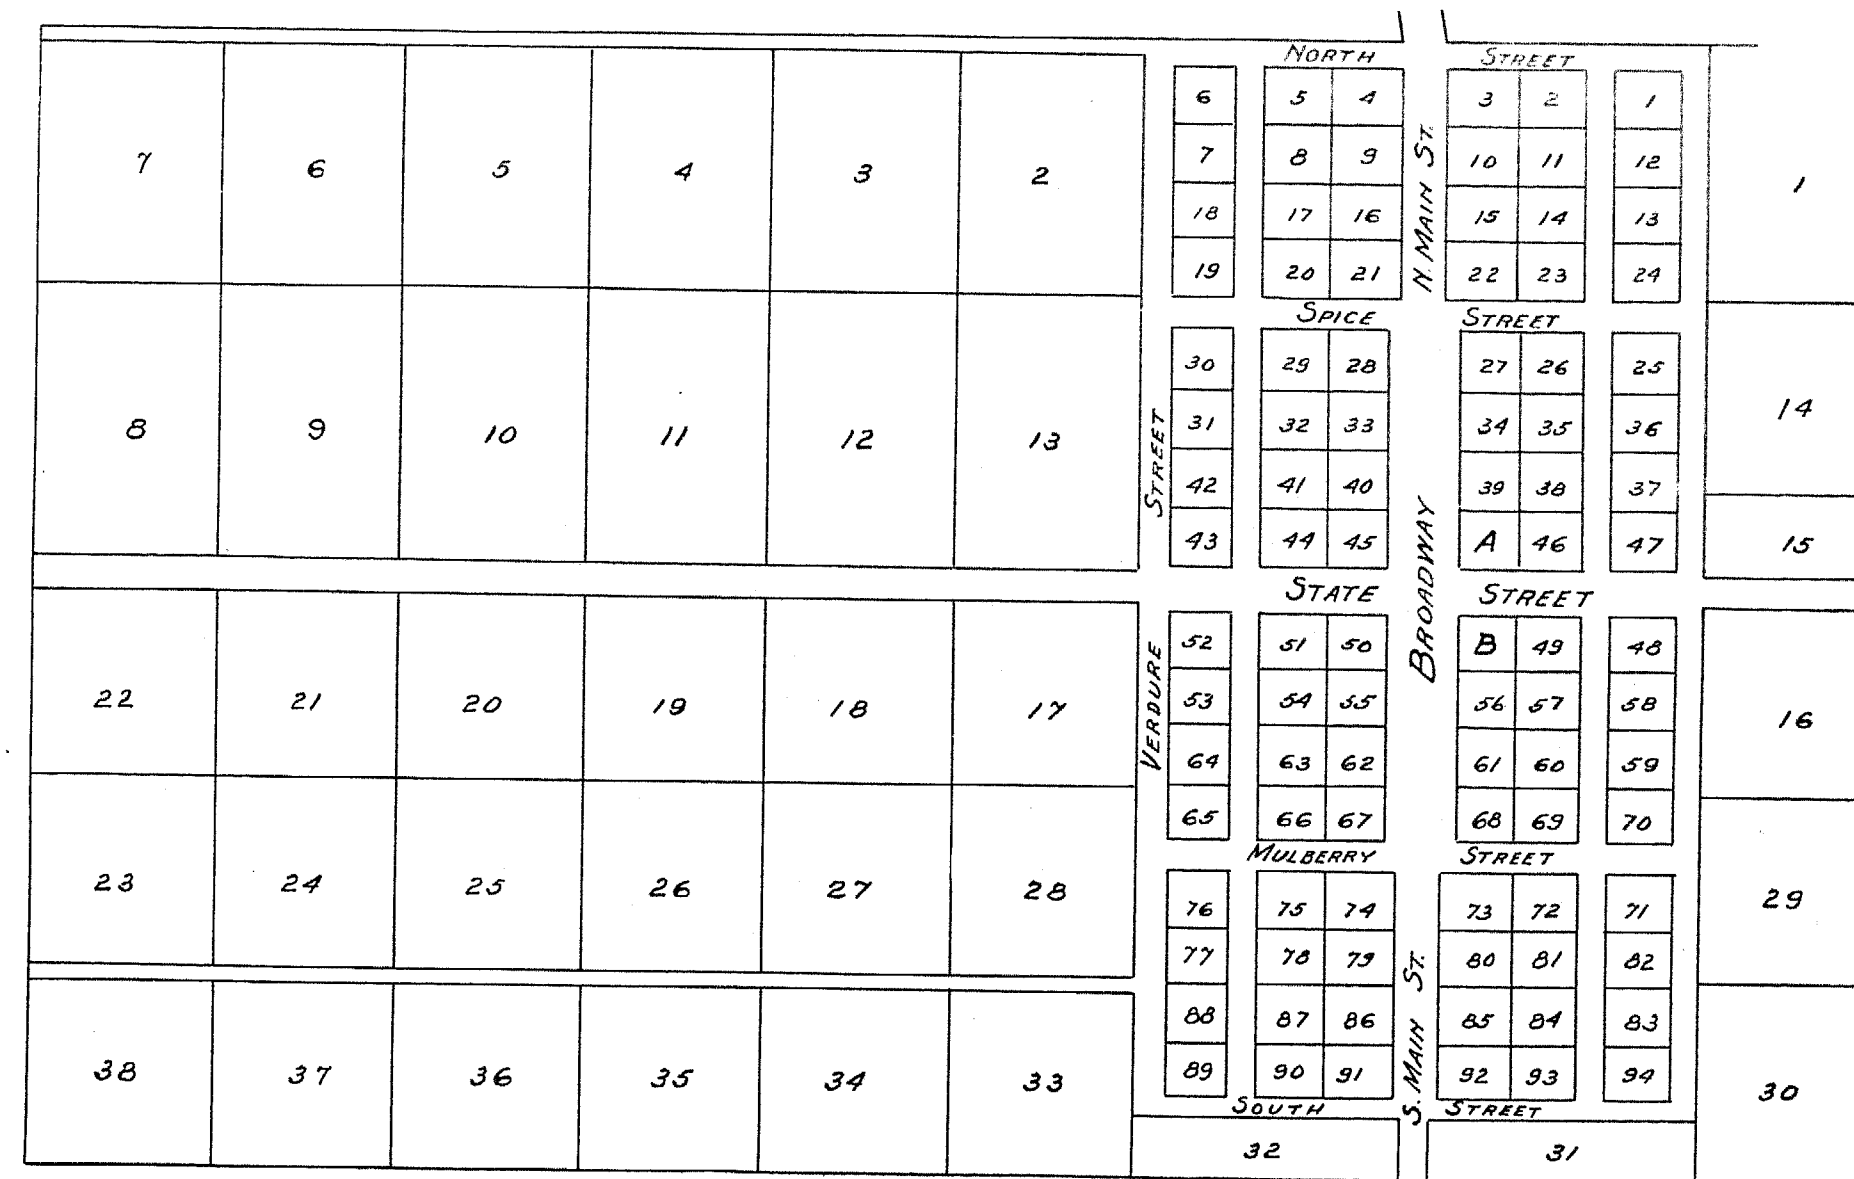 NORTH STREET
6 5 4 3 2 1
7 8 9 10 11 12
7 6 5 4 3 2
N. MAIN ST.
1
18 17 16 15 14 13
19 20 21 22 23 24
SPICE STREET
30 29 28 27 26 25
31 32 33 34 35 36
14
8 9 10 11 12 13
STREET
42 41 40 39 38 37
43 44 45 A 46 47
15
BROADWAY
STATE STREET
52 51 50 B 49 48
VERDURE
53 54 55 56 57 58
22 21 20 19 18 17
16
64 63 62 61 60 59
65 66 67 68 69 70
MULBERRY STREET
23 24 25 26 27 28
29
76 75 74 73 72 71
77 78 79 80 81 82
S. MAIN ST.
88 87 86 85 84 83
38 37 36 35 34 33
89 90 91 92 93 94
30
SOUTH STREET
32 31